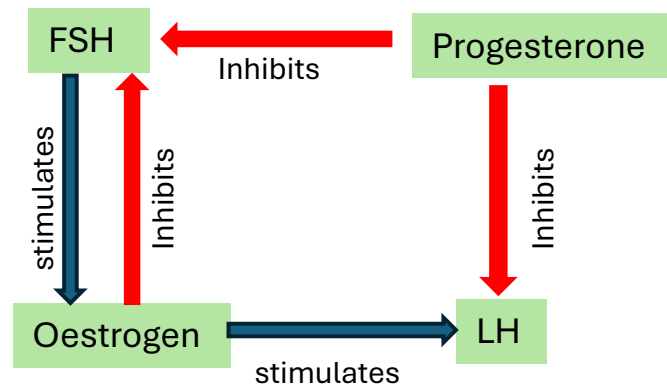 FSH
Progesterone
Inhibits
stimulates
Inhibits
Inhibits
Oestrogen
LH
stimulates